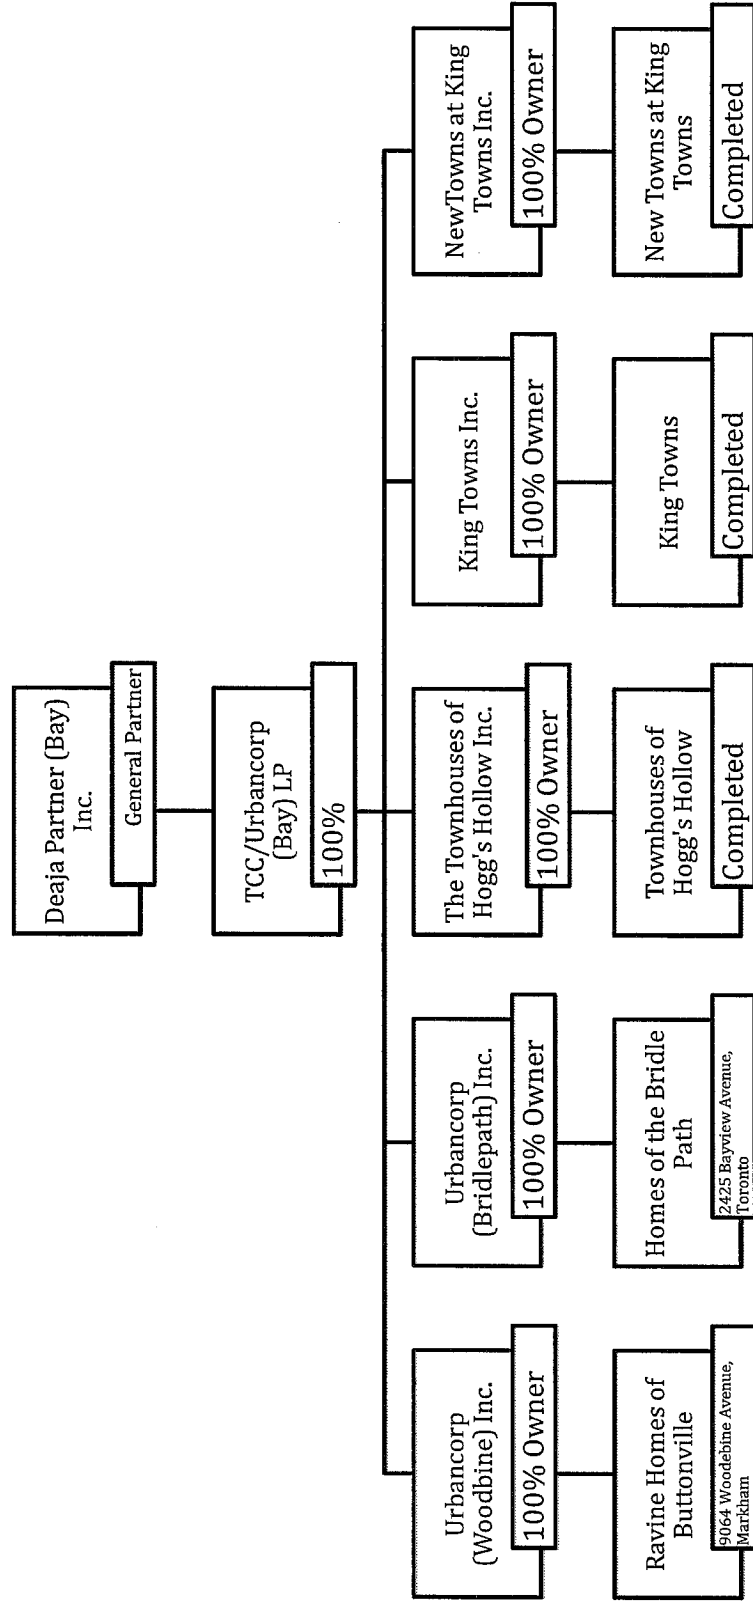 Deaja Partner (Bay)
Inc.
General Partner
TCC/Urbancorp
(Bay) LP
100%
Urbancorp
(Woodbine) Inc.
100% Owner
Urbancorp
(Bridlepath) Inc.
100% Owner
The Townhouses of
Hogg's Hollow Inc.
100% Owner
King Towns Inc.
100% Owner
NewTowns at King
Towns Inc.
100% Owner
Ravine Homes of
Buttonville
9064 Woodebine Avenue,
Markham
Homes of the Bridle
Path
2425 Bayview Avenue,
Toronto
Townhouses of
Hogg's Hollow
Completed
King Towns
Completed
New Towns at King
Towns
Completed